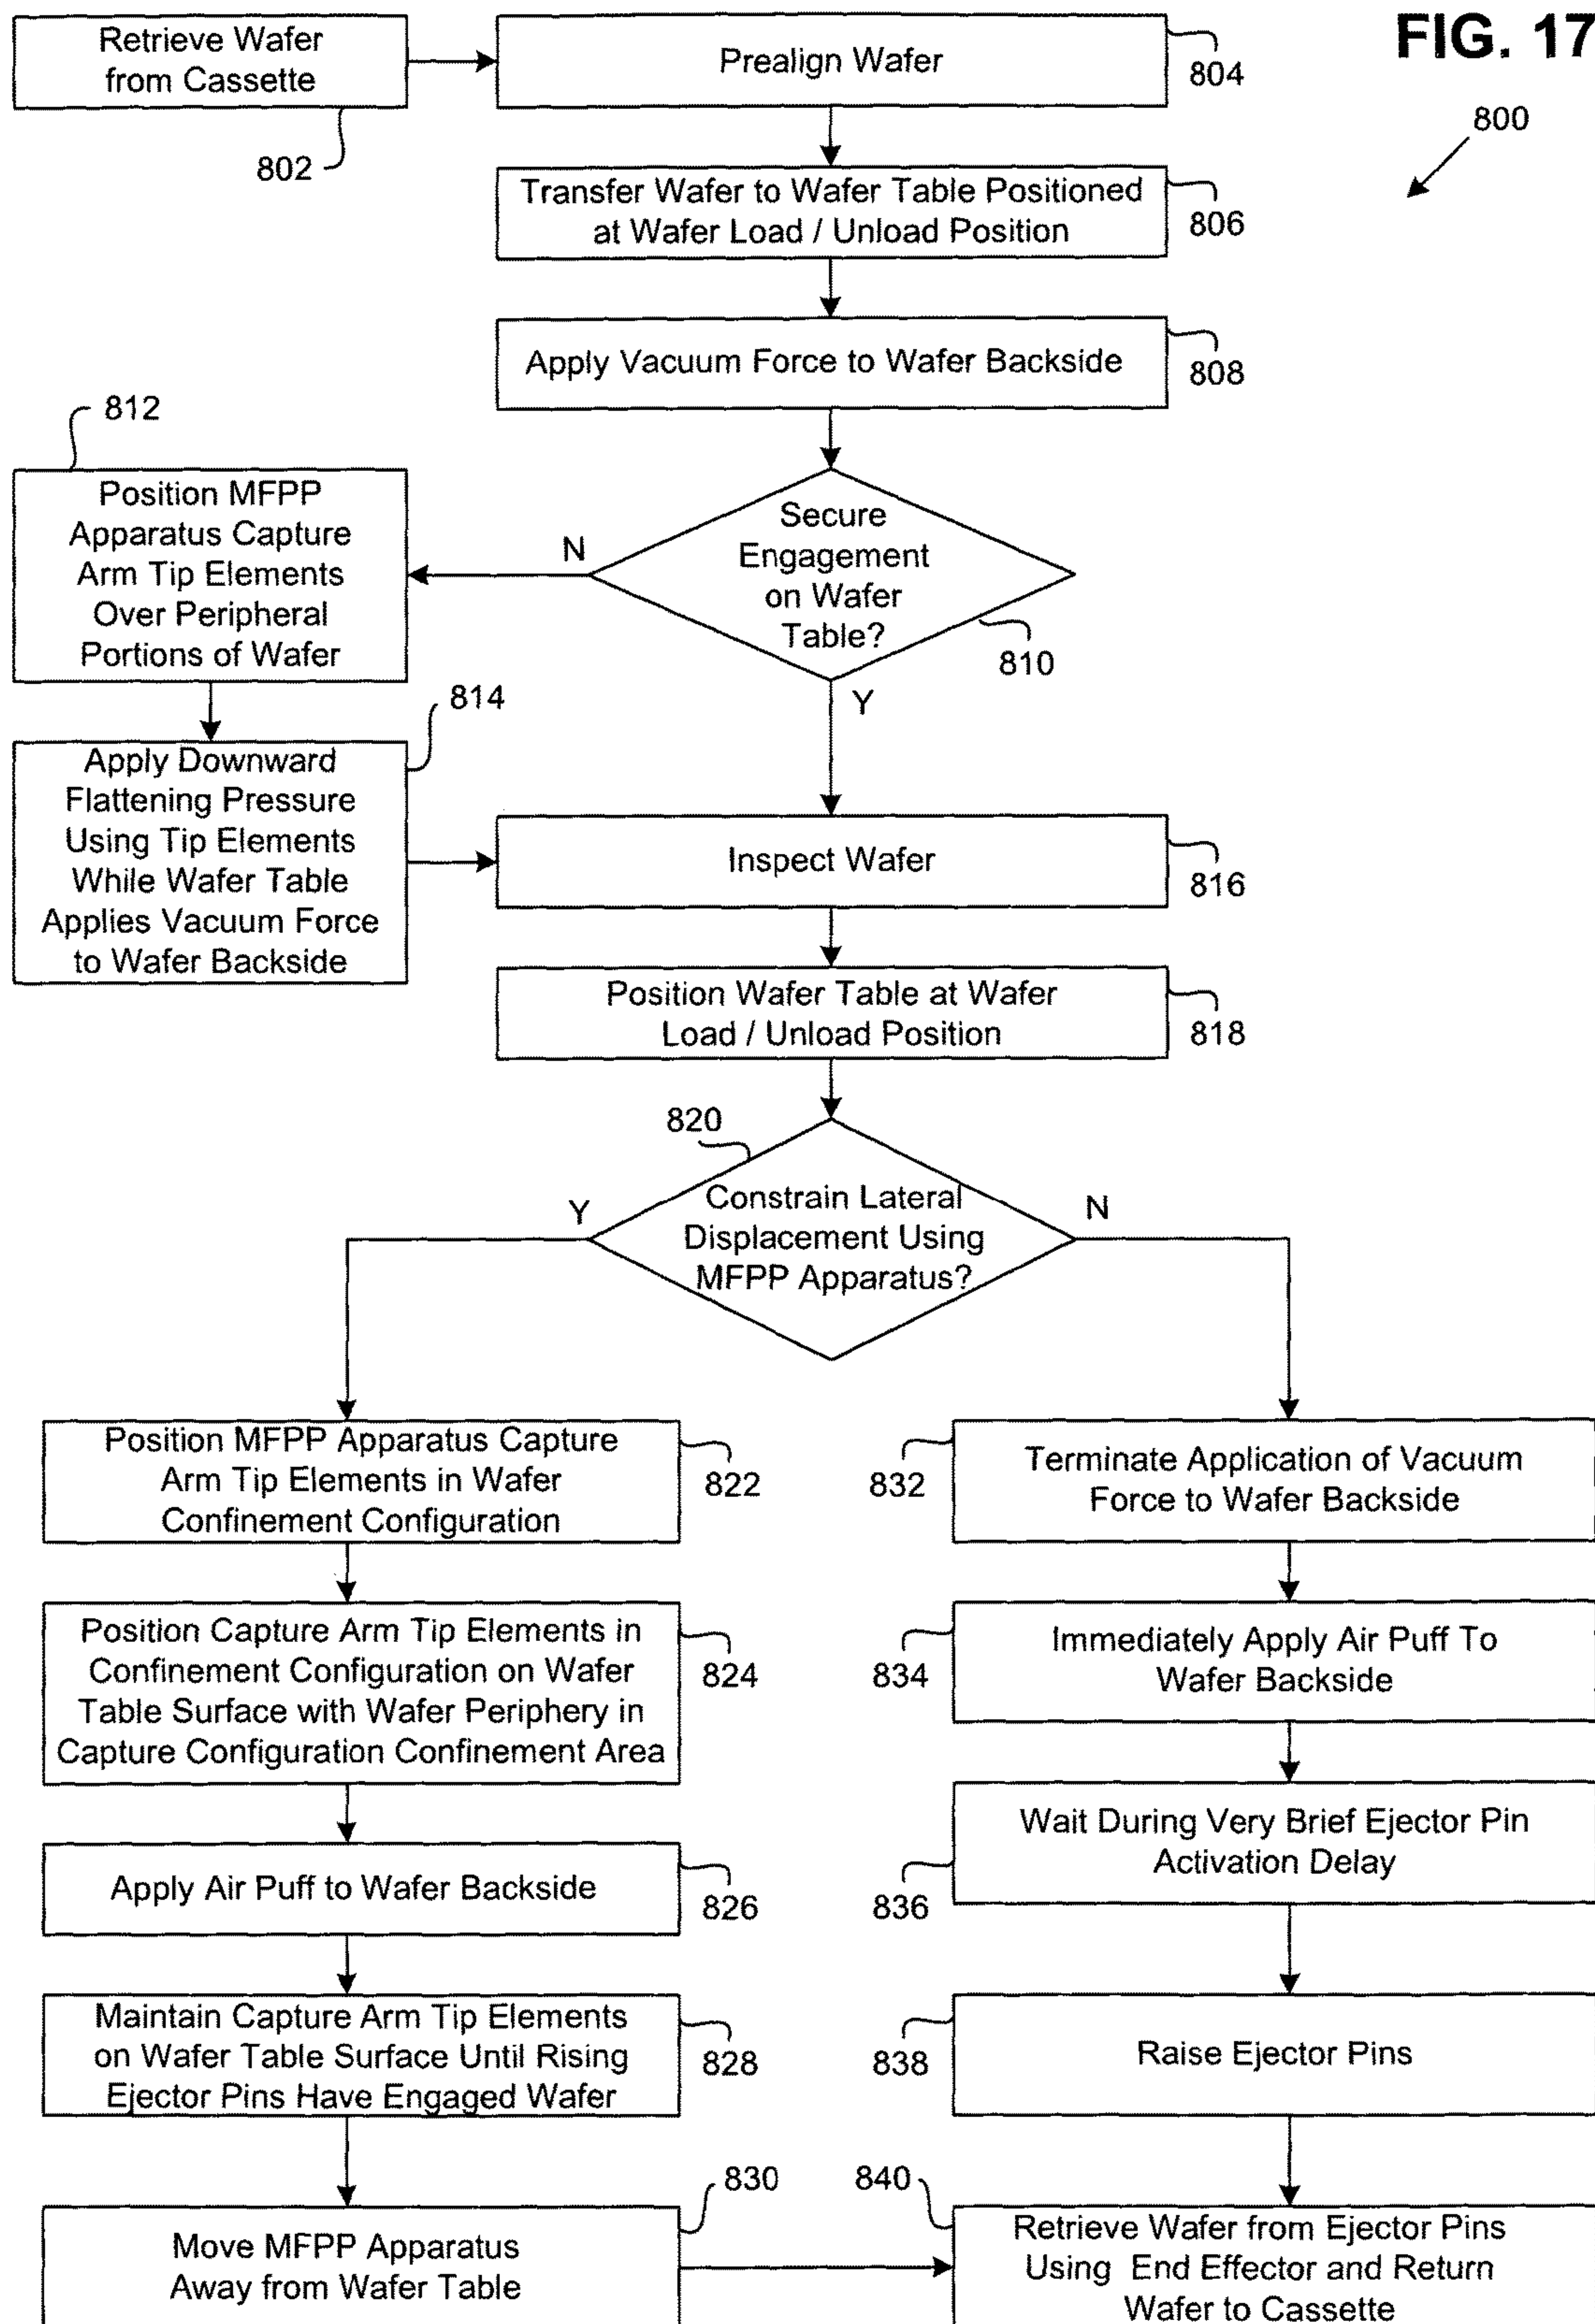 FIG. 17
800
Retrieve Wafer
from Cassette
802
Prealign Wafer
804
Transfer Wafer to Wafer Table Positioned
at Wafer Load / Unload Position
806
Apply Vacuum Force to Wafer Backside
808
Secure
Engagement
on Wafer
Table?
810
N
Y
812
Position MFPP
Apparatus Capture
Arm Tip Elements
Over Peripheral
Portions of Wafer
814
Apply Downward
Flattening Pressure
Using Tip Elements
While Wafer Table
Applies Vacuum Force
to Wafer Backside
Inspect Wafer
816
Position Wafer Table at Wafer
Load / Unload Position
818
820
Constrain Lateral
Displacement Using
MFPP Apparatus?
Y
N
Position MFPP Apparatus Capture
Arm Tip Elements in Wafer
Confinement Configuration
822
Position Capture Arm Tip Elements in
Confinement Configuration on Wafer
Table Surface with Wafer Periphery in
Capture Configuration Confinement Area
824
Apply Air Puff to Wafer Backside
826
Maintain Capture Arm Tip Elements
on Wafer Table Surface Until Rising
Ejector Pins Have Engaged Wafer
828
Move MFPP Apparatus
Away from Wafer Table
830
832
Terminate Application of Vacuum
Force to Wafer Backside
834
Immediately Apply Air Puff To
Wafer Backside
836
Wait During Very Brief Ejector Pin
Activation Delay
838
Raise Ejector Pins
840
Retrieve Wafer from Ejector Pins
Using End Effector and Return
Wafer to Cassette